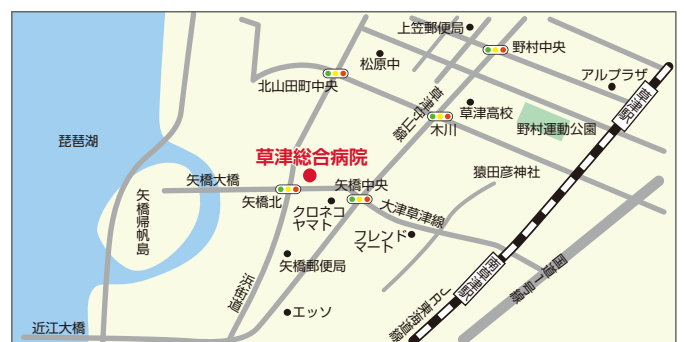 上笠郵便局
野村中央
松原中
アルプラザ
北山田町中央
草津守山線
草津高校
草津駅
木川
野村運動公園
琵琶湖
草津総合病院
猿田彦神社
矢橋大橋
矢橋中央
矢橋北
大津草津線
クロネコ
ヤマト
矢橋帰帆島
フレンド
マート
矢橋郵便局
南草津駅
国道1号線
浜街道
JR東海道線
エッソ
近江大橋